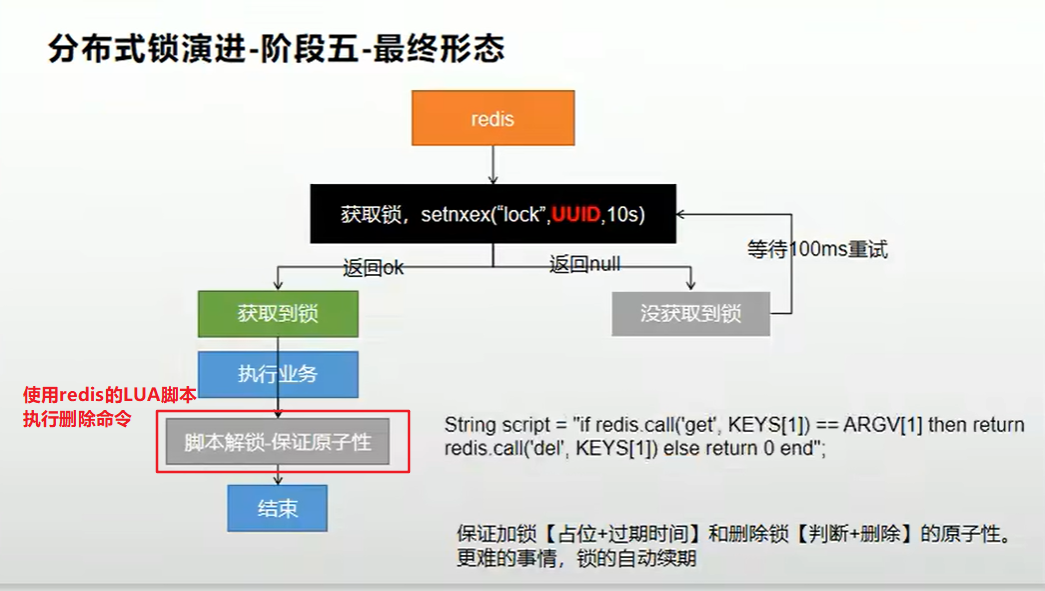 分布式锁演进-阶段五-最终形态
redis
获取锁，setnxex(“lock”,UUID,10s)
返回ok
返回null
等待100ms重试
获取到锁
没获取到锁
执行业务
使用redis的LUA脚本
执行删除命令
脚本解锁-保证原子性
String script = "if redis.call('get', KEYS[1]) == ARGV[1] then return
redis.call('del', KEYS[1]) else return 0 end";
结束
保证加锁【占位+过期时间】和删除锁【判断+删除】的原子性。
更难的事情，锁的自动续期